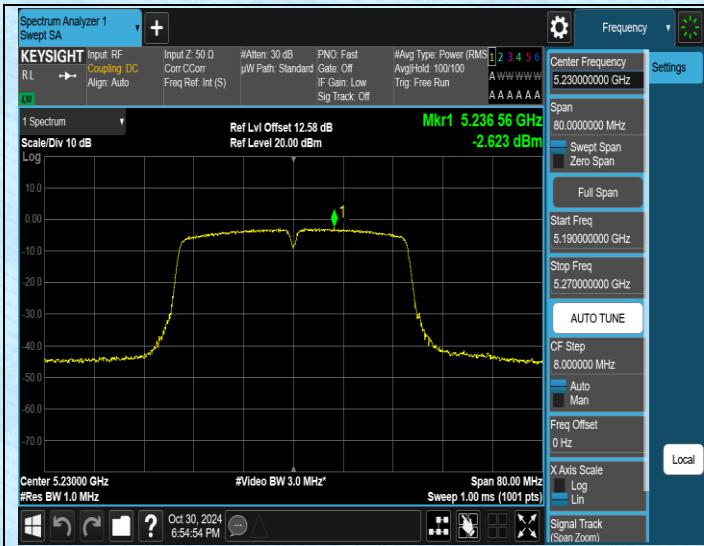 Spectrum Analyzer 1
Swept SA
Frequency
KEYSIGHT
RL
LXI
Input: RF
Coupling: DC
Align: Auto
Input Z: 50 Ω
Corr CCorr
Freq Ref: Int (S)
#Atten: 30 dB
µW Path: Standard
PNO: Fast
Gate: Off
IF Gain: Low
Sig Track: Off
#Avg Type: Power (RMS
Avg|Hold: 100/100
Trig: Free Run
1 2 3 4 5 6
A W W W W W
A A A A A A
1 Spectrum
Scale/Div 10 dB
Ref Lvl Offset 12.58 dB
Ref Level 20.00 dBm
Mkr1 5.236 56 GHz
-2.623 dBm
Log
10.0
0.00
-10.0
-20.0
-30.0
-40.0
-50.0
-60.0
-70.0
1
Center 5.23000 GHz
#Res BW 1.0 MHz
#Video BW 3.0 MHz*
Span 80.00 MHz
Sweep 1.00 ms (1001 pts)
?
Oct 30, 2024
6:54:54 PM
Center Frequency
5.230000000 GHz
Span
80.0000000 MHz
Swept Span
Zero Span
Full Span
Start Freq
5.190000000 GHz
Stop Freq
5.270000000 GHz
AUTO TUNE
CF Step
8.000000 MHz
Auto
Man
Freq Offset
0 Hz
X Axis Scale
Log
Lin
Signal Track
(Span Zoom)
Settings
Local